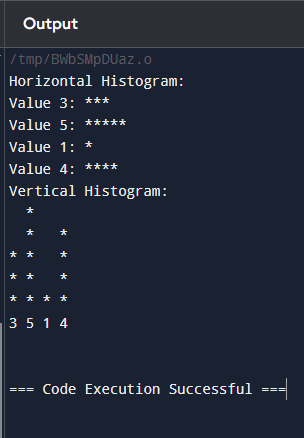 Output
/tmp/BWbSMpDUaz.o
Horizontal Histogram:
Value 3: ***
Value 5: *****
Value 1: *
Value 4: ****
Vertical Histogram:
  *
  *   *
* *   *
* *   *
* * * *
3 5 1 4
=== Code Execution Successful ===